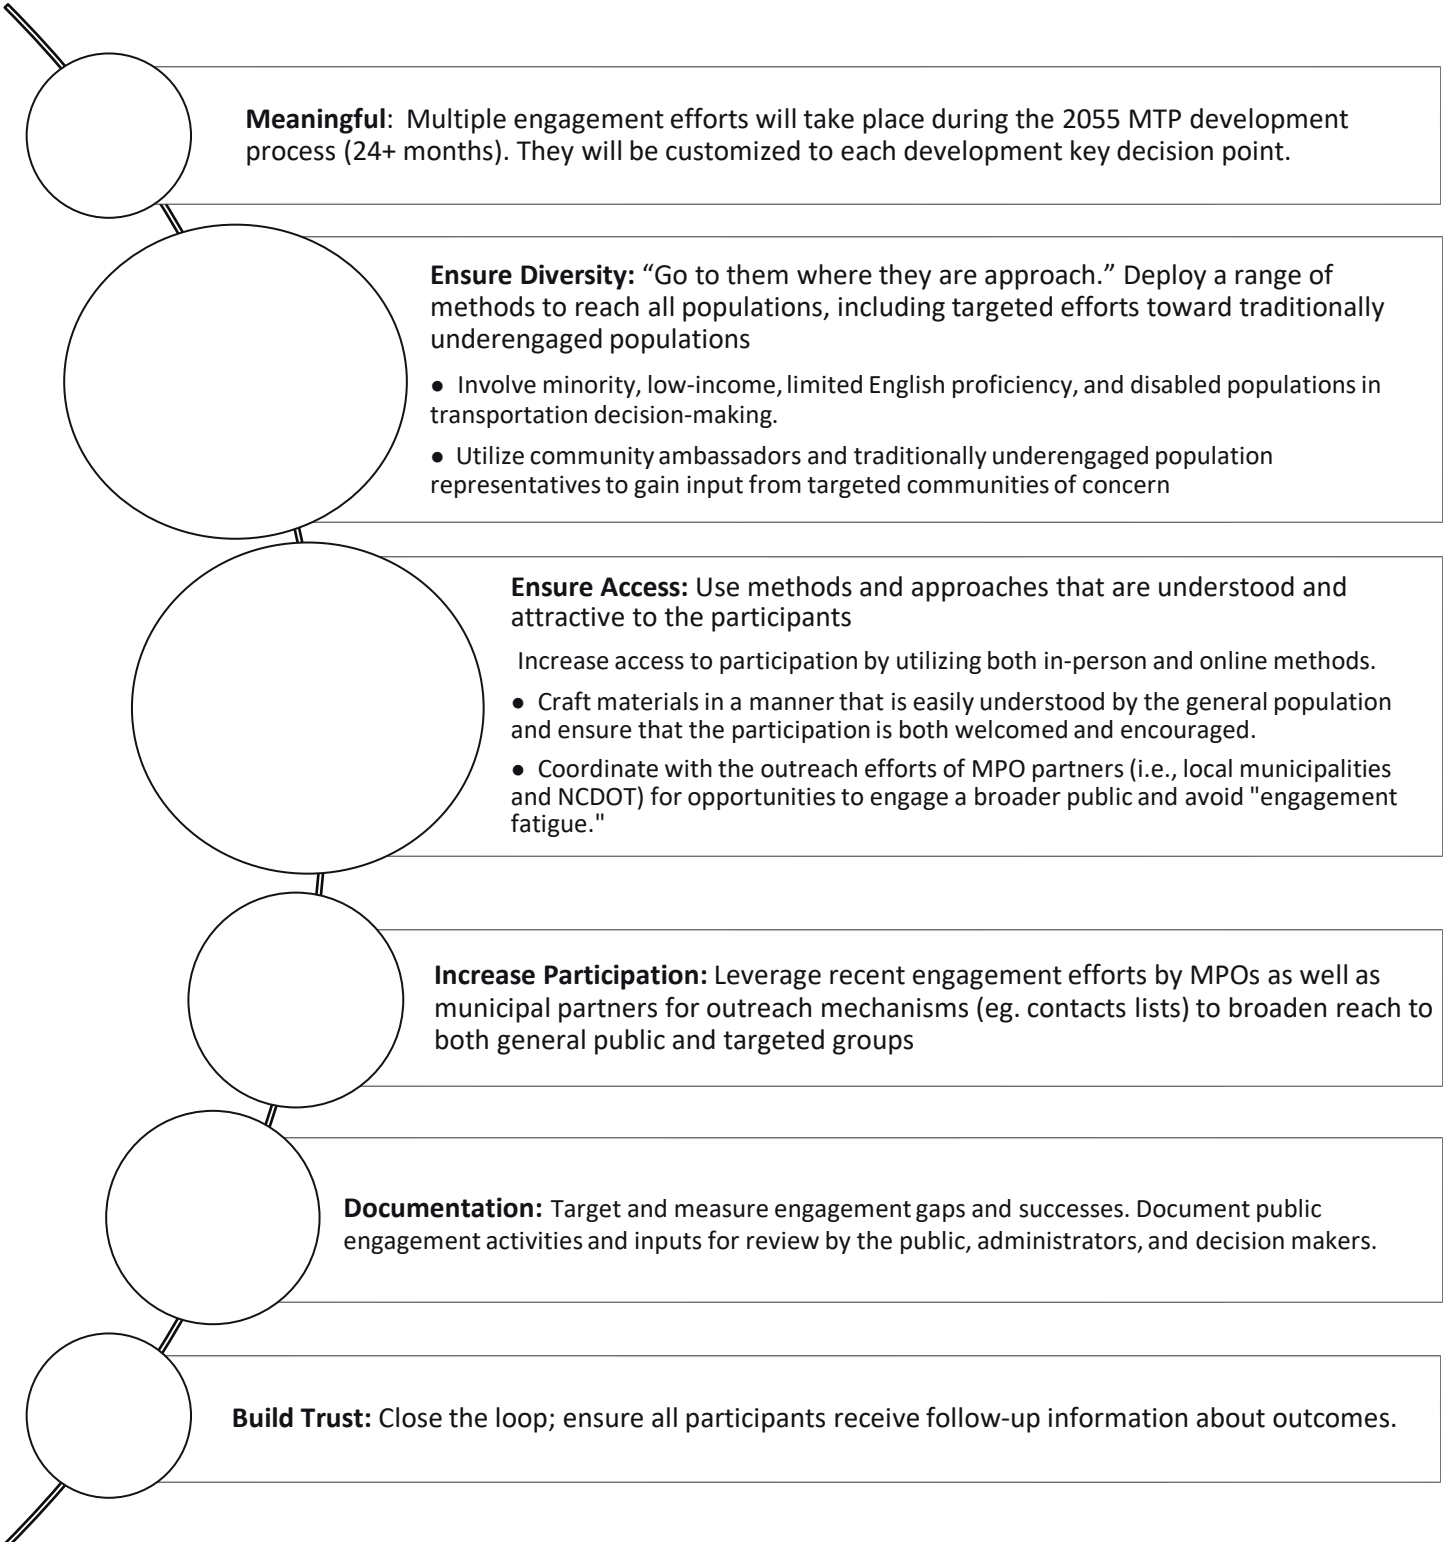 Meaningful:  Multiple engagement efforts will take place during the 2055 MTP development
process (24+ months). They will be customized to each development key decision point.
Ensure Diversity: “Go to them where they are approach.” Deploy a range of
methods to reach all populations, including targeted efforts toward traditionally
underengaged populations
● Involve minority, low-income, limited English proficiency, and disabled populations in
transportation decision-making.
● Utilize community ambassadors and traditionally underengaged population
representatives to gain input from targeted communities of concern
Ensure Access: Use methods and approaches that are understood and
attractive to the participants
Increase access to participation by utilizing both in-person and online methods.
● Craft materials in a manner that is easily understood by the general population
and ensure that the participation is both welcomed and encouraged.
● Coordinate with the outreach efforts of MPO partners (i.e., local municipalities
and NCDOT) for opportunities to engage a broader public and avoid "engagement
fatigue."
Increase Participation: Leverage recent engagement efforts by MPOs as well as
municipal partners for outreach mechanisms (eg. contacts lists) to broaden reach to
both general public and targeted groups
Documentation: Target and measure engagement gaps and successes. Document public
engagement activities and inputs for review by the public, administrators, and decision makers.
Build Trust: Close the loop; ensure all participants receive follow-up information about outcomes.